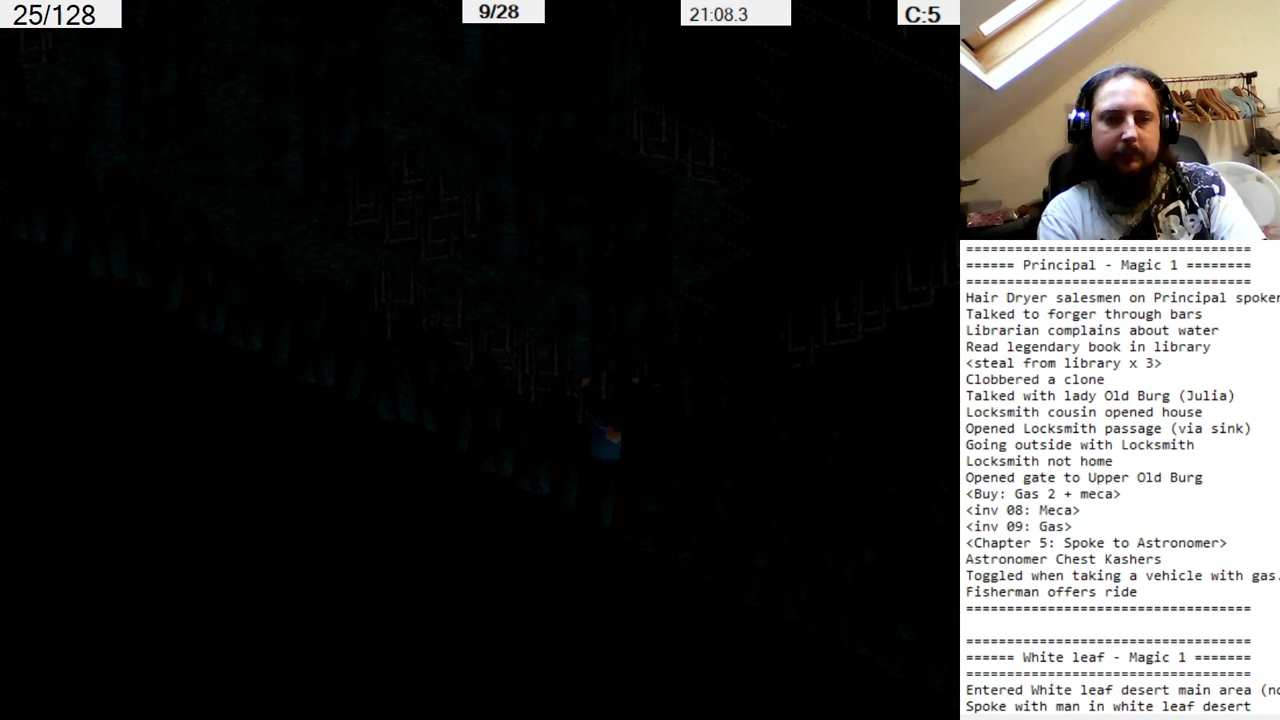 25/128
9/28
21:08.3
C:5
===================================
====== Principal - Magic 1 ========
===================================
Hair Dryer salesmen on Principal spoken
Talked to forger through bars
Librarian complains about water
Read legendary book in library
<steal from library x 3>
Clobbered a clone
Talked with lady Old Burg (Julia)
Locksmith cousin opened house
Opened Locksmith passage (via sink)
Going outside with Locksmith
Locksmith not home
Opened gate to Upper Old Burg
<Buy: Gas 2 + meca>
<inv 08: Meca>
<inv 09: Gas>
<Chapter 5: Spoke to Astronomer>
Astronomer Chest Kashers
Toggled when taking a vehicle with gas.
Fisherman offers ride
===================================
===================================
====== White leaf - Magic 1 =======
===================================
Entered White leaf desert main area (no
Spoke with man in white leaf desert